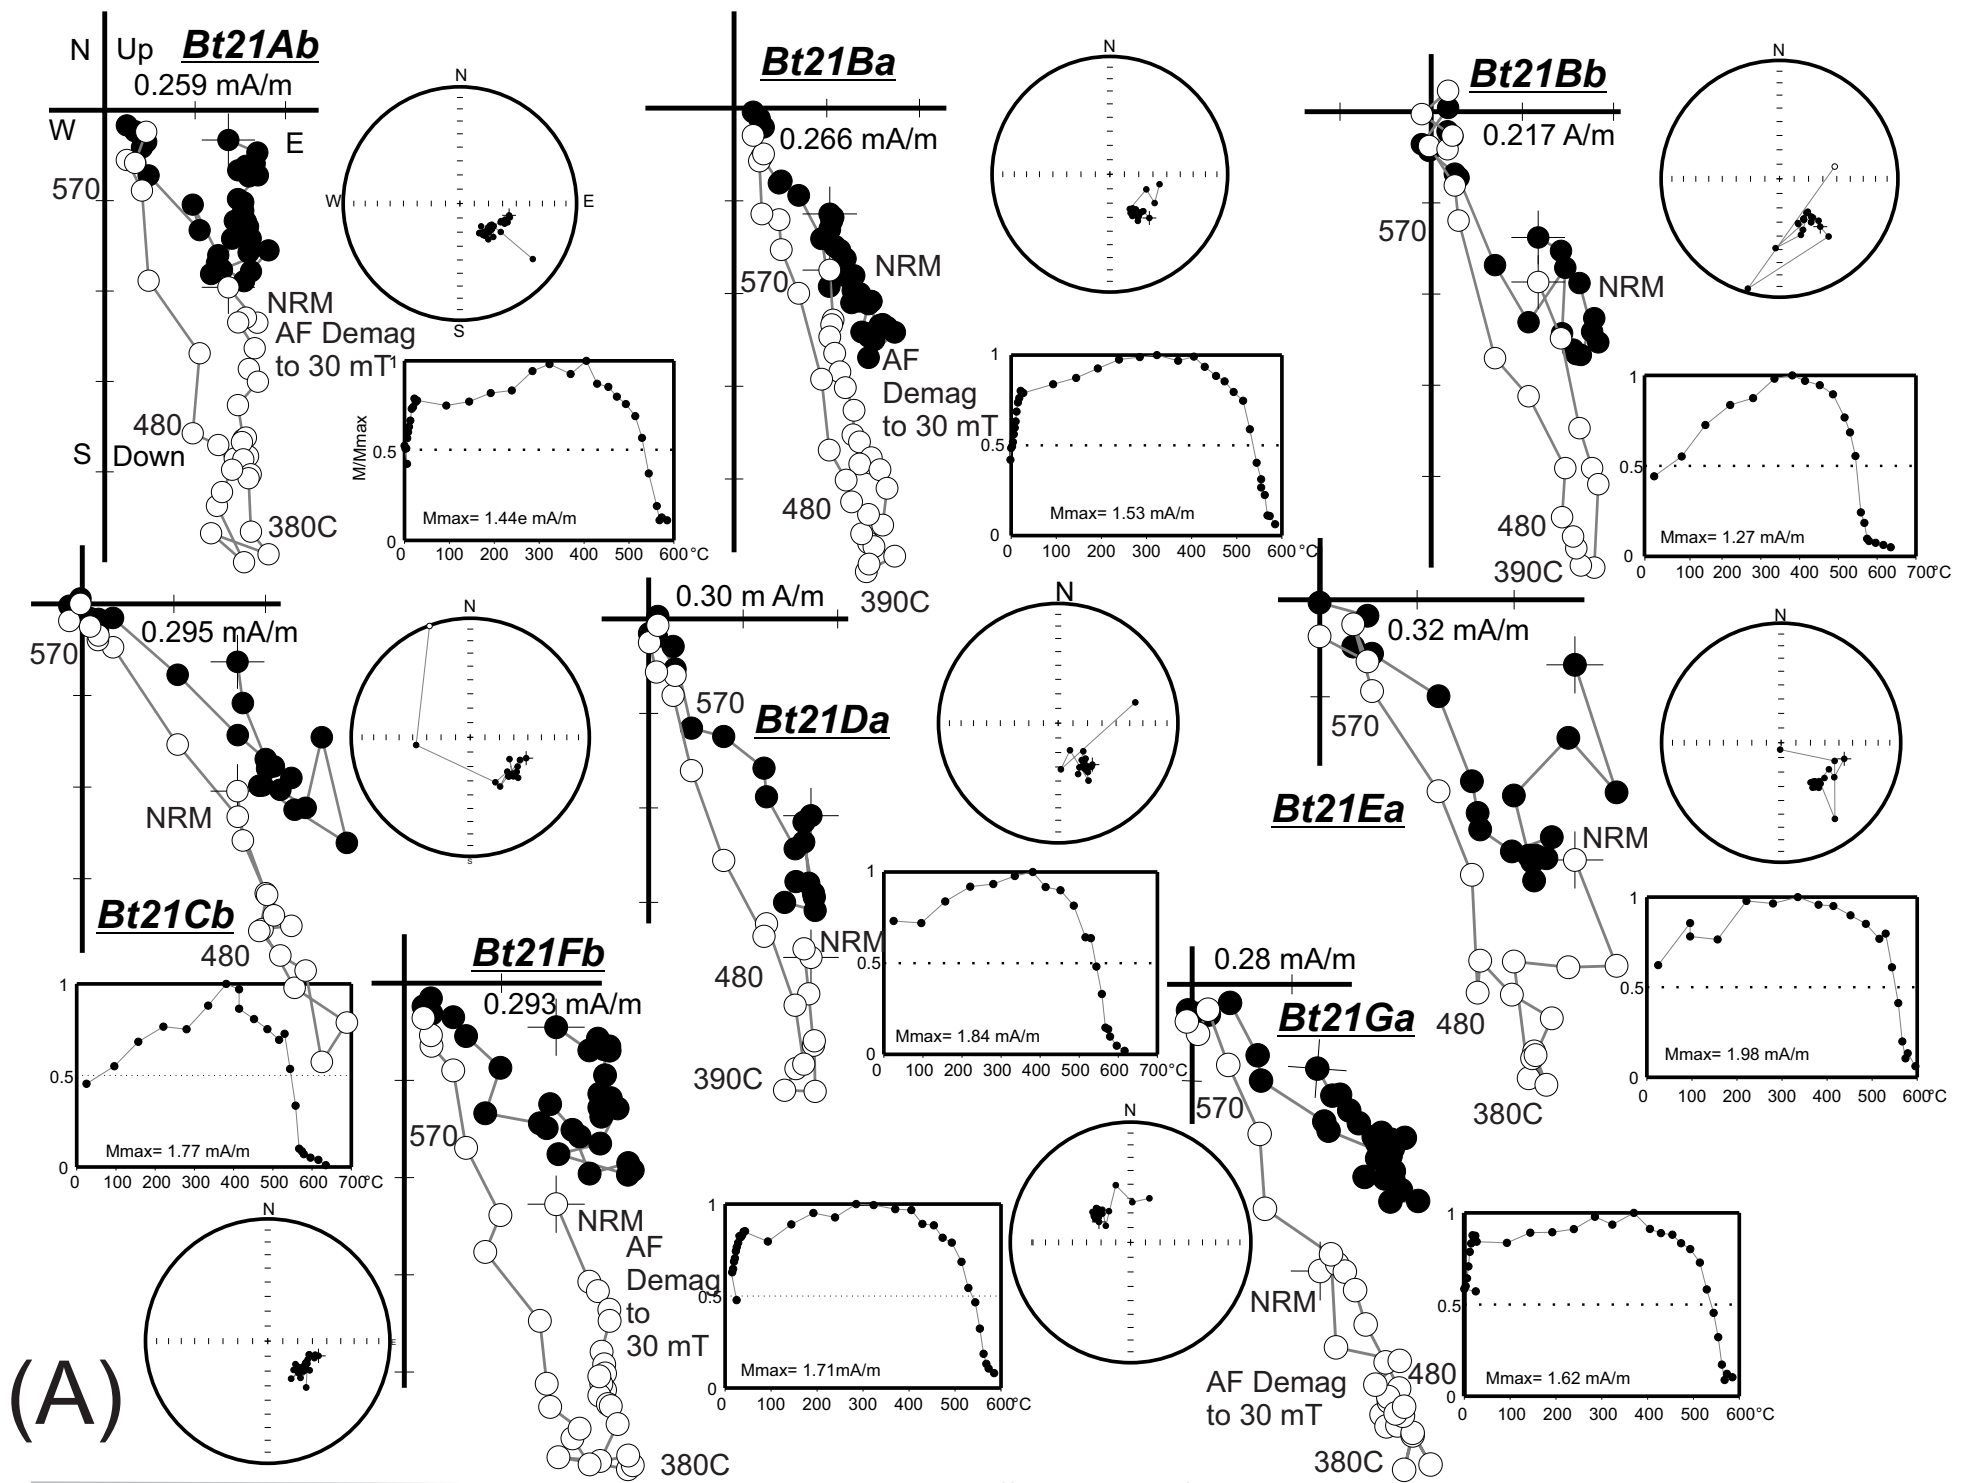 Bt21Ab
N Up
0.259 mA/m
W E
570
NRM
AF Demag
to 30 mT
480
S Down
380C
N
W E
S
1
0.5
0
M/Mmax
Mmax= 1.44e mA/m
0 100 200 300 400 500 600°C
Bt21Ba
0.266 mA/m
570
NRM
AF
Demag
to 30 mT
480
390C
N
1
0.5
0
Mmax= 1.53 mA/m
0 100 200 300 400 500 600°C
Bt21Bb
0.217 A/m
570
NRM
480
390C
N
1
0.5
0
Mmax= 1.27 mA/m
0 100 200 300 400 500 600 700°C
0.295 mA/m
570
NRM
Bt21Cb
480
N
S
1
0.5
0
Mmax= 1.77 mA/m
0 100 200 300 400 500 600 700°C
0.30 m A/m
570
Bt21Da
NRM
480
390C
N
1
0.5
0
Mmax= 1.84 mA/m
0 100 200 300 400 500 600 700°C
0.32 mA/m
570
Bt21Ea
NRM
480
380C
N
1
0.5
0
Mmax= 1.98 mA/m
0 100 200 300 400 500 600°C
Bt21Fb
0.293 mA/m
570
NRM
AF
Demag
to
30 mT
380C
N
E
1
0.5
0
Mmax= 1.71mA/m
0 100 200 300 400 500 600°C
0.28 mA/m
Bt21Ga
570
NRM
480
AF Demag
to 30 mT
380C
N
1
0.5
0
Mmax= 1.62 mA/m
0 100 200 300 400 500 600°C
(A)